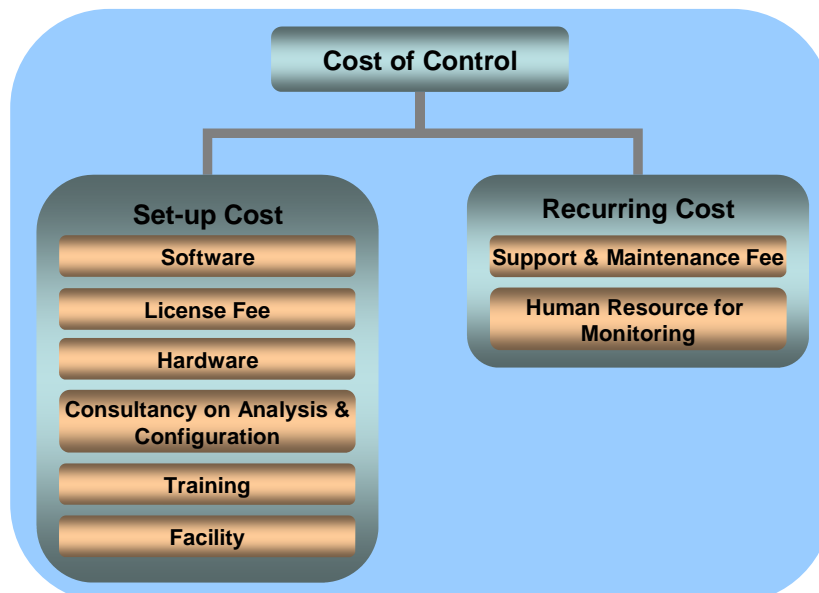 Cost of Control
Set-up Cost
Software
License Fee
Hardware
Consultancy on Analysis &
Configuration
Training
Facility
Recurring Cost
Support & Maintenance Fee
Human Resource for
Monitoring